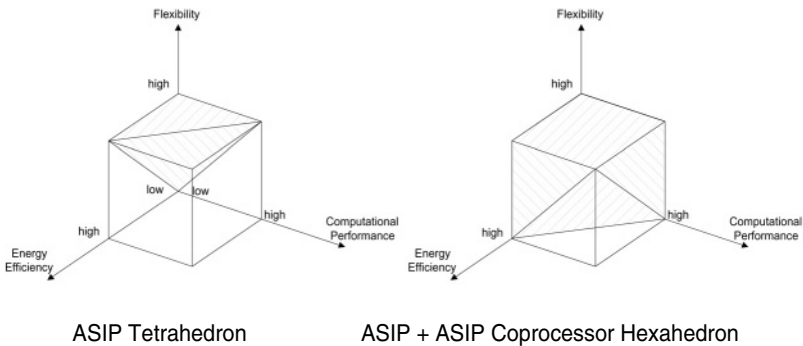 Flexibility
high
low
low
high
high
Computational
Performance
Energy
Efficiency
ASIP Tetrahedron
Flexibility
high
high
high
Computational
Performance
Energy
Efficiency
ASIP + ASIP Coprocessor Hexahedron